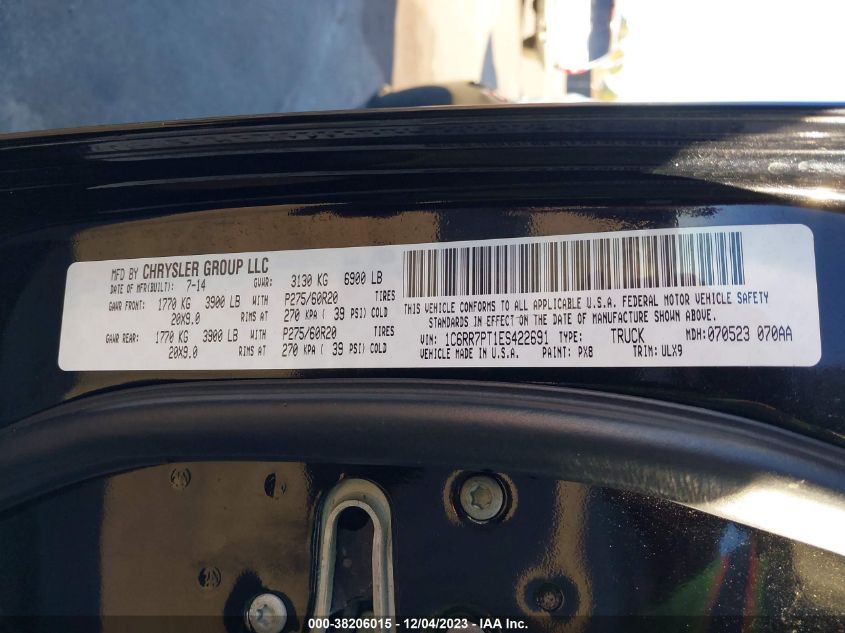 MFD BY CHRYSLER GROUP LLC
DATE OF MFR(BUILT): 7-14 GVWR: 3130 KG 6900 LB
GAWR FRONT: 1770 KG 3900 LB WITH P275/60R20 TIRES
20X9.0 RIMS AT 270 KPA ( 39 PSI) COLD
GAWR REAR: 1770 KG 3900 LB WITH P275/60R20 TIRES
20X9.0 RIMS AT 270 KPA ( 39 PSI) COLD
THIS VEHICLE CONFORMS TO ALL APPLICABLE U.S.A. FEDERAL MOTOR VEHICLE SAFETY
STANDARDS IN EFFECT ON THE DATE OF MANUFACTURE SHOWN ABOVE.
VIN: 1C6RR7PT1ES422691 TYPE: TRUCK MDH: 070523 070AA
VEHICLE MADE IN U.S.A. PAINT: PX8 TRIM: ULX9
000-38206015 - 12/04/2023 - IAA.